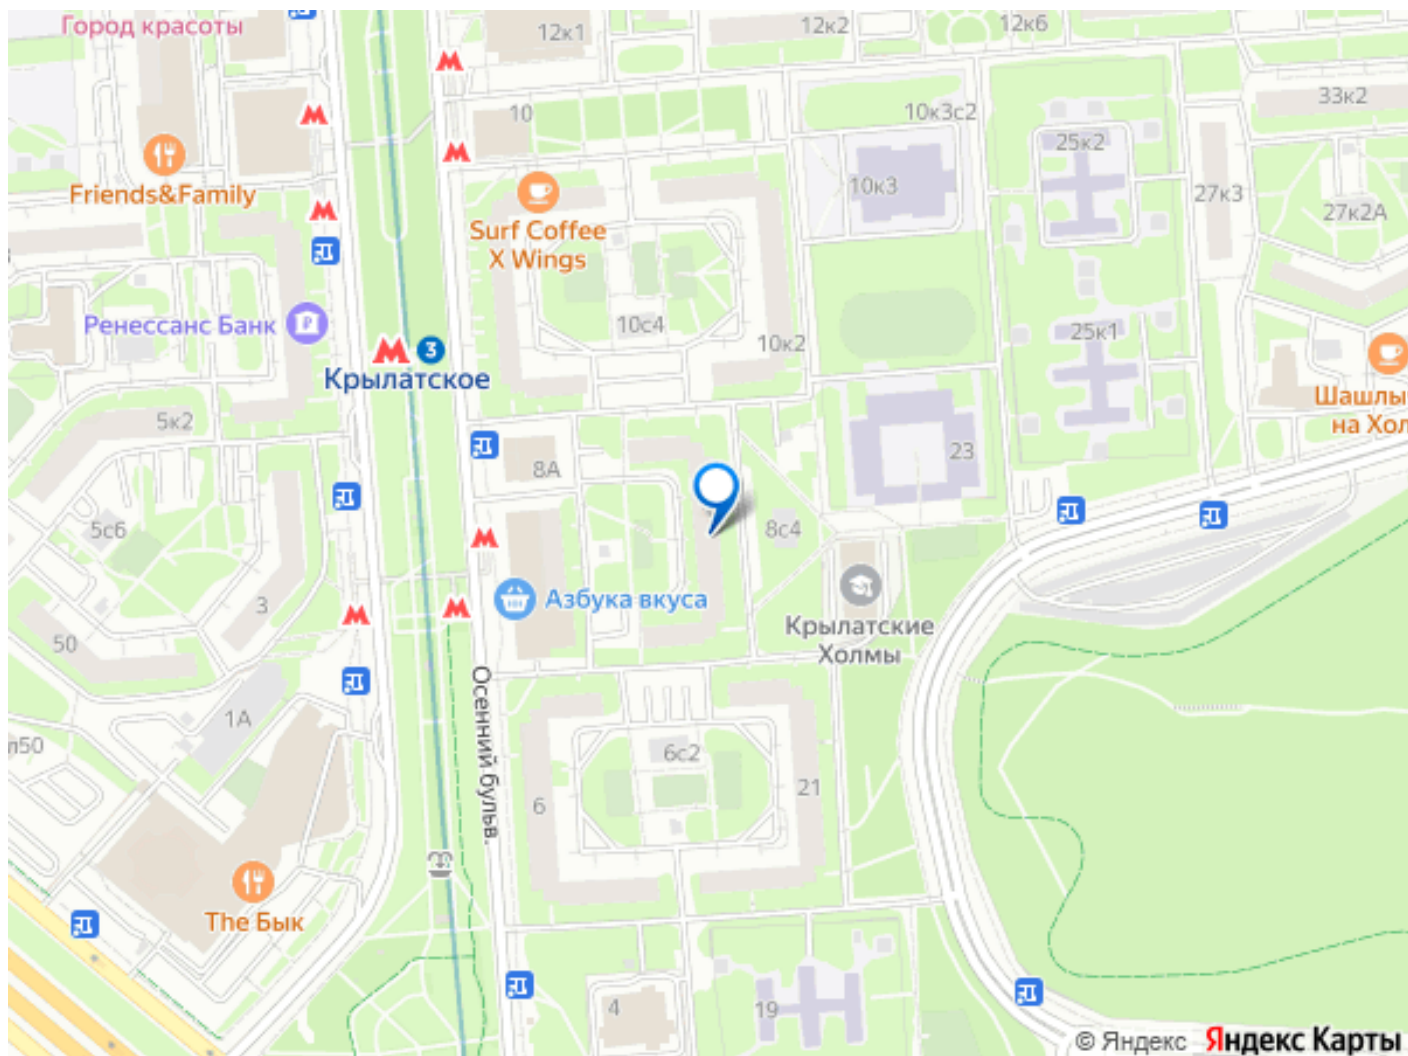 Город красоты
12к1
12к2
12к6
33к2
10
10к3с2
25к2
Friends&Family
10к3
27к3
27к2А
Surf Coffee
X Wings
Ренессанс Банк
10с4
10к2
25к1
3
Крылатское
Шашлы
на Хол
5к2
8А
23
5с6
8с4
Азбука вкуса
3
Крылатские
Холмы
50
Осенний бульв.
1А
л50
6с2
6
21
The Бык
4
19
© Яндекс Яндекс Карты